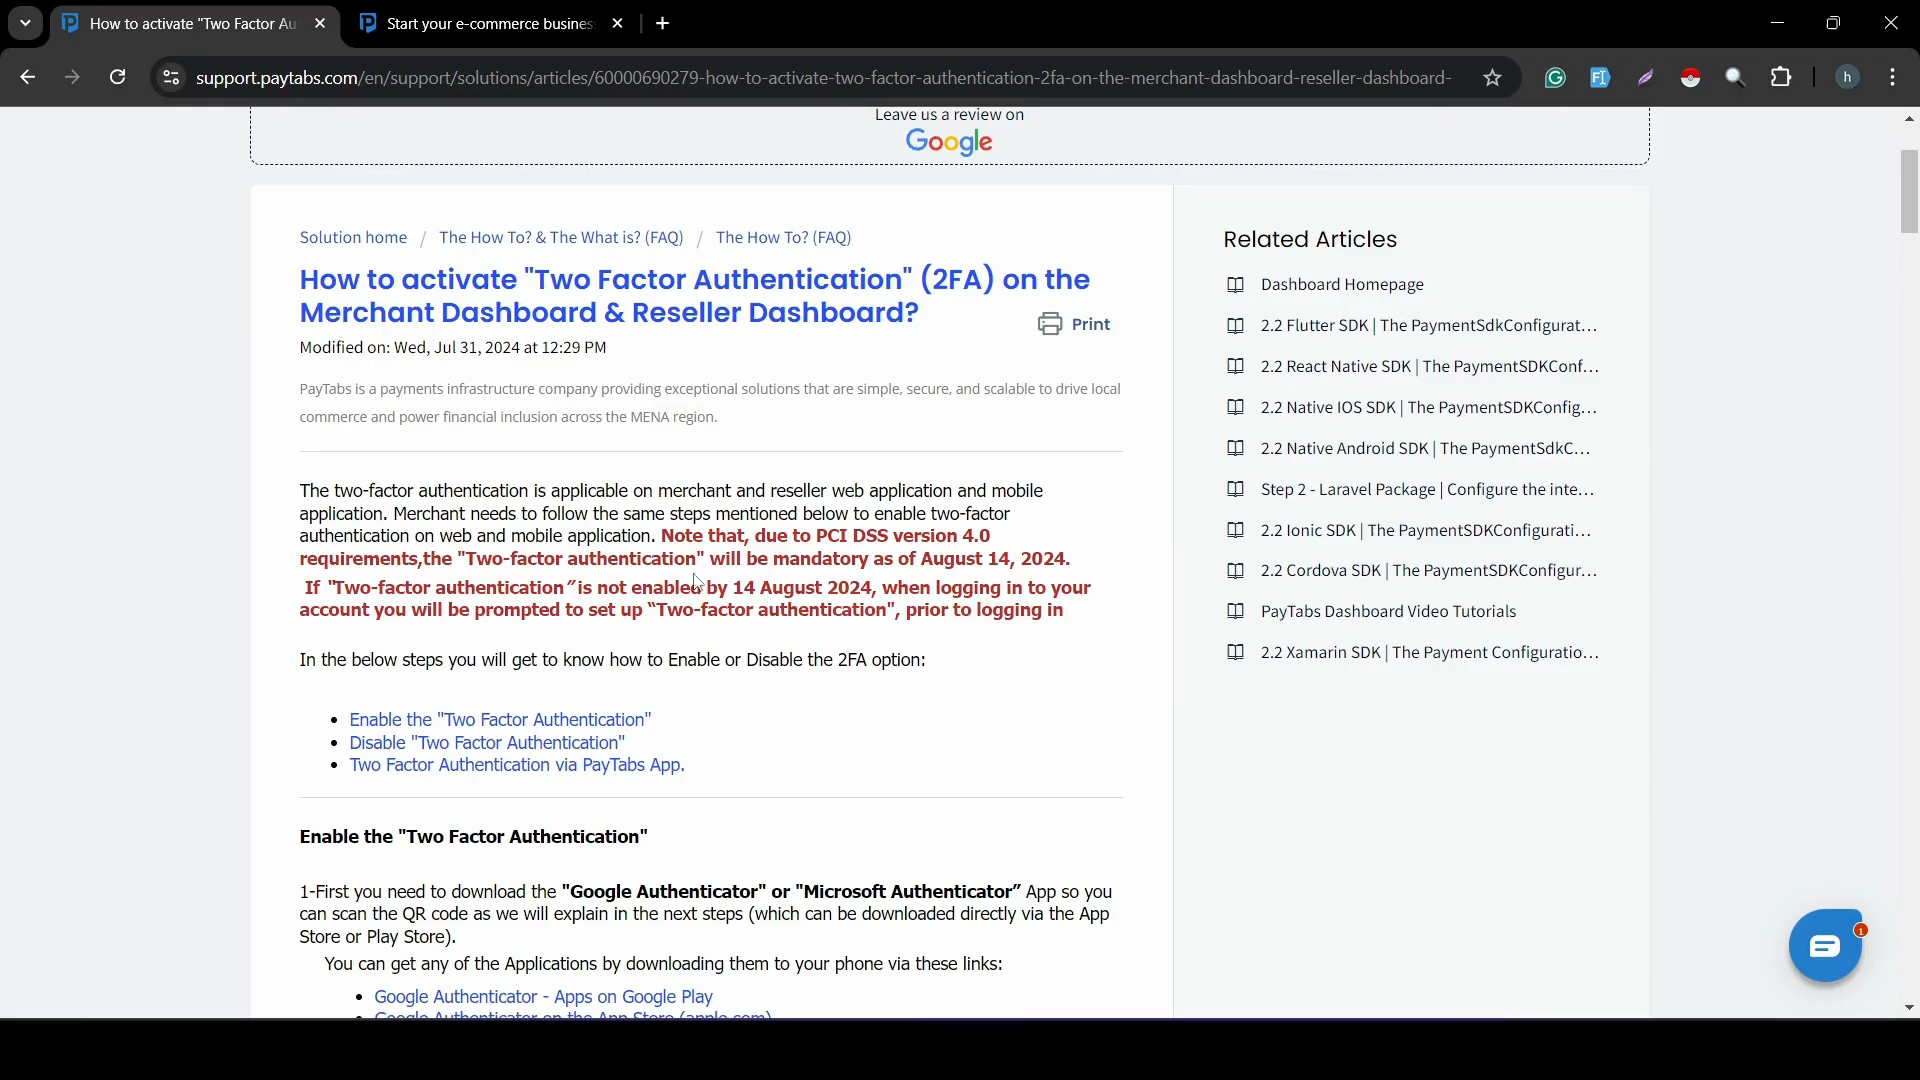 How to activate "Two Factor Au
Start your e-commerce busines
support.paytabs.com/en/support/solutions/articles/60000690279-how-to-activate-two-factor-authentication-2fa-on-the-merchant-dashboard-reseller-dashboard-
h
Leave us a review on
Google
Solution home / The How To? & The What is? (FAQ) / The How To? (FAQ)
How to activate "Two Factor Authentication" (2FA) on the
Merchant Dashboard & Reseller Dashboard?
Print
Modified on: Wed, Jul 31, 2024 at 12:29 PM
PayTabs is a payments infrastructure company providing exceptional solutions that are simple, secure, and scalable to drive local
commerce and power financial inclusion across the MENA region.
The two-factor authentication is applicable on merchant and reseller web application and mobile
application. Merchant needs to follow the same steps mentioned below to enable two-factor
authentication on web and mobile application. Note that, due to PCI DSS version 4.0
requirements,the "Two-factor authentication" will be mandatory as of August 14, 2024.
If “Two-factor authentication”is not enabled by 14 August 2024, when logging in to your
account you will be prompted to set up “Two-factor authentication", prior to logging in
In the below steps you will get to know how to Enable or Disable the 2FA option:
• Enable the "Two Factor Authentication"
• Disable "Two Factor Authentication"
• Two Factor Authentication via PayTabs App.
Enable the "Two Factor Authentication"
1-First you need to download the "Google Authenticator" or "Microsoft Authenticator” App so you
can scan the QR code as we will explain in the next steps (which can be downloaded directly via the App
Store or Play Store).
You can get any of the Applications by downloading them to your phone via these links:
• Google Authenticator - Apps on Google Play
• Google Authenticator on the App Store (apple.com)
Related Articles
Dashboard Homepage
2.2 Flutter SDK | The PaymentSdkConfigurat...
2.2 React Native SDK | The PaymentSDKConf...
2.2 Native IOS SDK | The PaymentSDKConfig...
2.2 Native Android SDK | The PaymentSdkC...
Step 2 - Laravel Package | Configure the inte...
2.2 Ionic SDK | The PaymentSDKConfigurati...
2.2 Cordova SDK | The PaymentSDKConfigur...
PayTabs Dashboard Video Tutorials
2.2 Xamarin SDK | The Payment Configuratio...
1